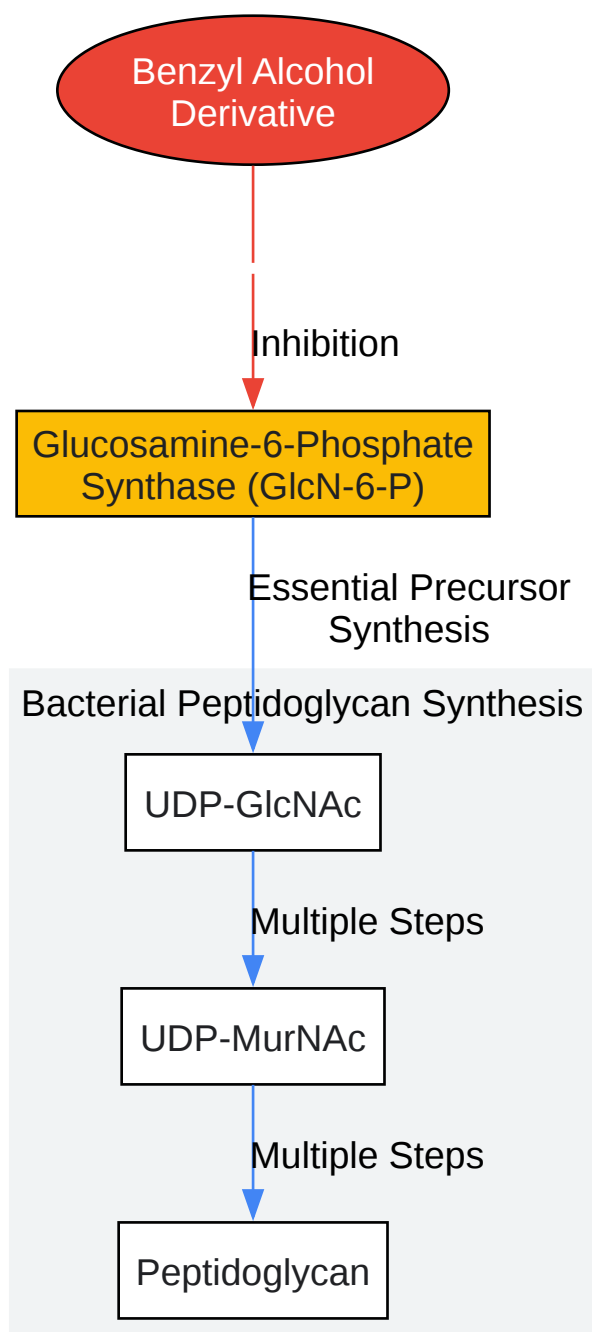 Benzyl Alcohol
Derivative
Inhibition
Glucosamine-6-Phosphate
Synthase (GlcN-6-P)
Essential Precursor
Synthesis
Bacterial Peptidoglycan Synthesis
UDP-GlcNAc
Multiple Steps
UDP-MurNAc
Multiple Steps
Peptidoglycan